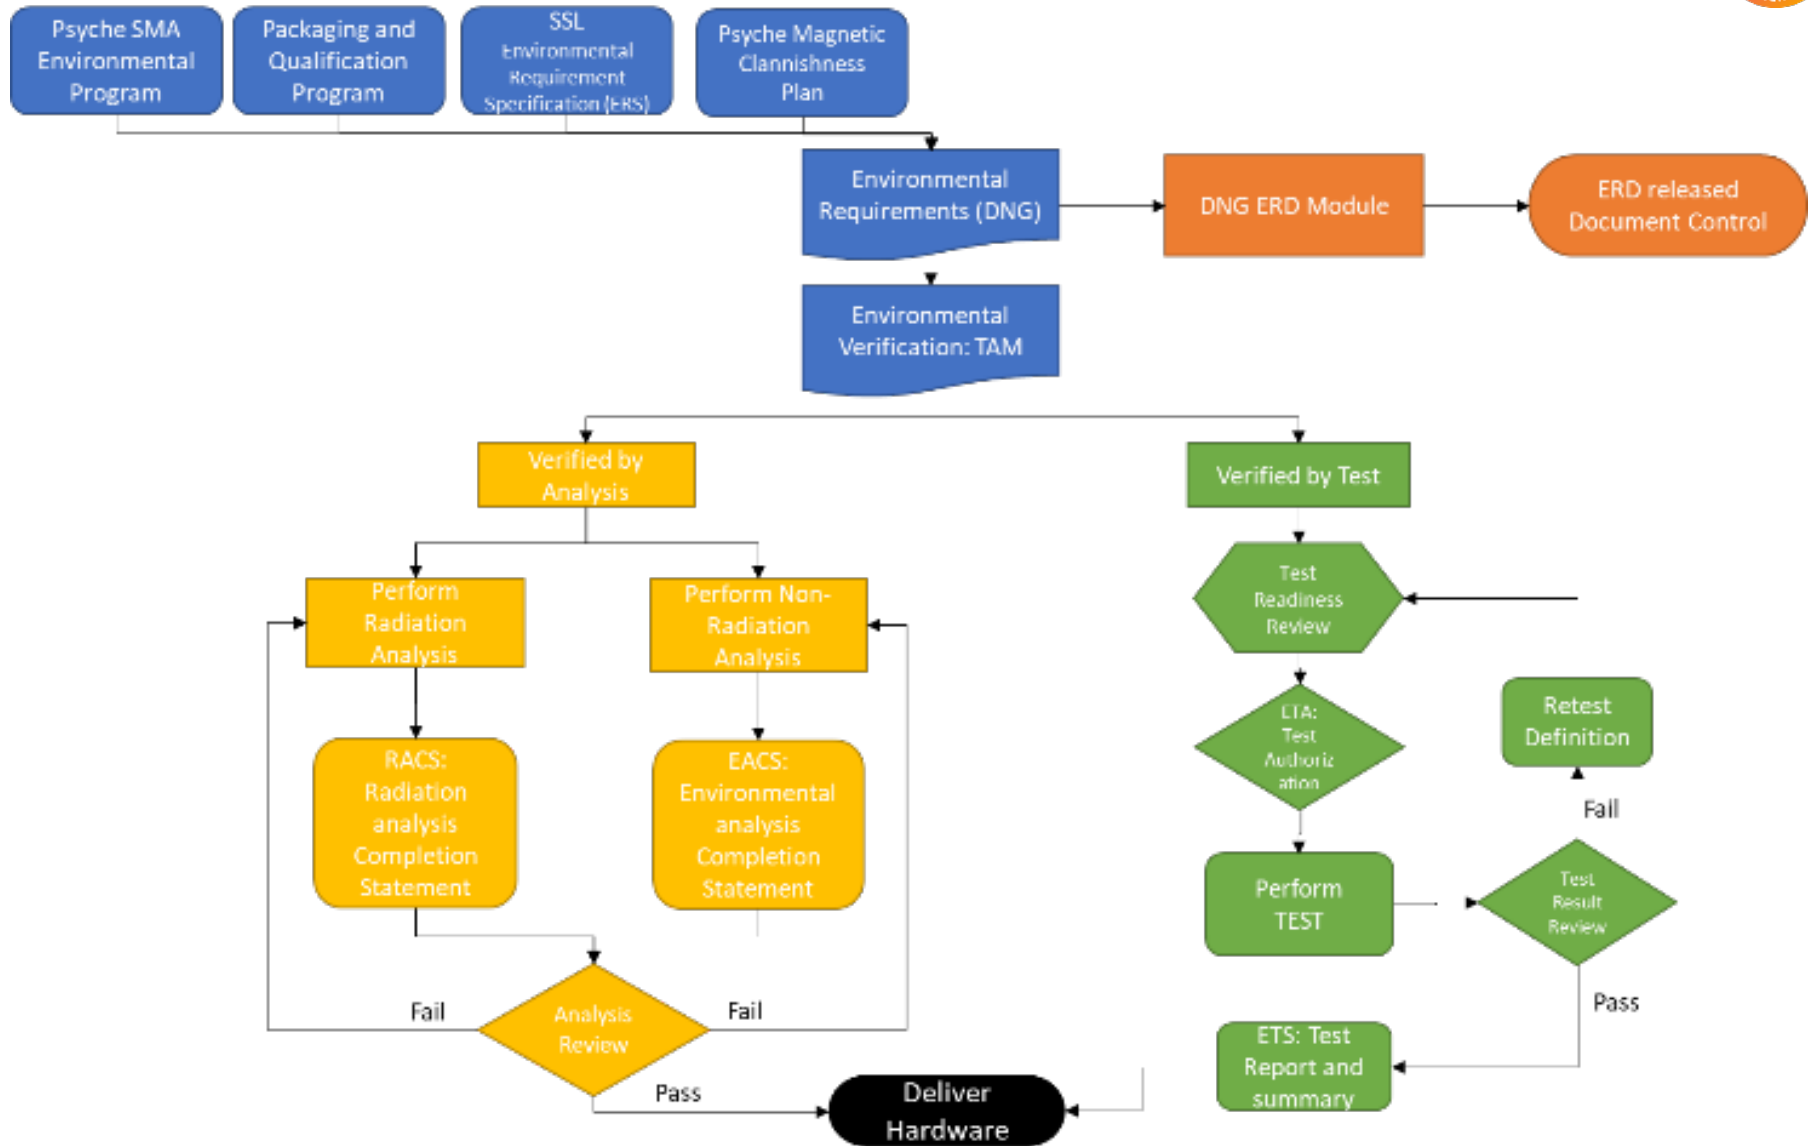 Psyche SMA
Environmental
Program
Packaging and
Qualification
Program
SSL
Environmental
Requirement
Specification (ERS)
Psyche Magnetic
Clannishness
Plan
Environmental
Requirements (DNG)
DNG ERD Module
ERD released
Document Control
Environmental
Verification: TAM
Verified by
Analysis
Verified by Test
Perform
Radiation
Analysis
Perform Non-
Radiation
Analysis
Test
Readiness
Review
RACS:
Radiation
analysis
Completion
Statement
EACS:
Environmental
analysis
Completion
Statement
ETA:
Test
Authoriz
ation
Retest
Definition
Fail
Perform
TEST
Test
Result
Review
Pass
Fail
Analysis
Review
Fail
Pass
ETS: Test
Report and
summary
Deliver
Hardware